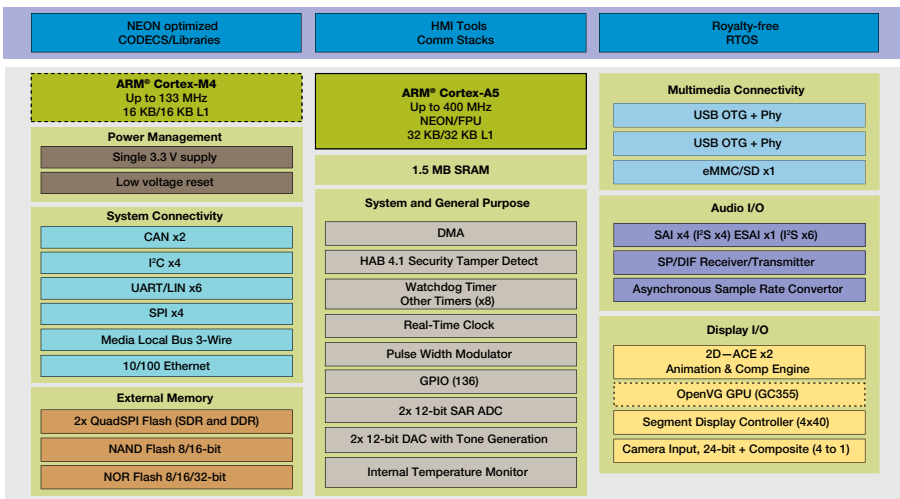 NEON optimized
CODECS/Libraries
HMI Tools
Comm Stacks
Royalty-free
RTOS
ARM® Cortex-M4
Up to 133 MHz
16 KB/16 KB L1
Power Management
Single 3.3 V supply
Low voltage reset
System Connectivity
CAN x2
I²C x4
UART/LIN x6
SPI x4
Media Local Bus 3-Wire
10/100 Ethernet
External Memory
2x QuadSPI Flash (SDR and DDR)
NAND Flash 8/16-bit
NOR Flash 8/16/32-bit
ARM® Cortex-A5
Up to 400 MHz
NEON/FPU
32 KB/32 KB L1
1.5 MB SRAM
System and General Purpose
DMA
HAB 4.1 Security Tamper Detect
Watchdog Timer
Other Timers (x8)
Real-Time Clock
Pulse Width Modulator
GPIO (136)
2x 12-bit SAR ADC
2x 12-bit DAC with Tone Generation
Internal Temperature Monitor
Multimedia Connectivity
USB OTG + Phy
USB OTG + Phy
eMMC/SD x1
Audio I/O
SAI x4 (I²S x4) ESAI x1 (I²S x6)
SP/DIF Receiver/Transmitter
Asynchronous Sample Rate Convertor
Display I/O
2D—ACE x2
Animation & Comp Engine
OpenVG GPU (GC355)
Segment Display Controller (4x40)
Camera Input, 24-bit + Composite (4 to 1)